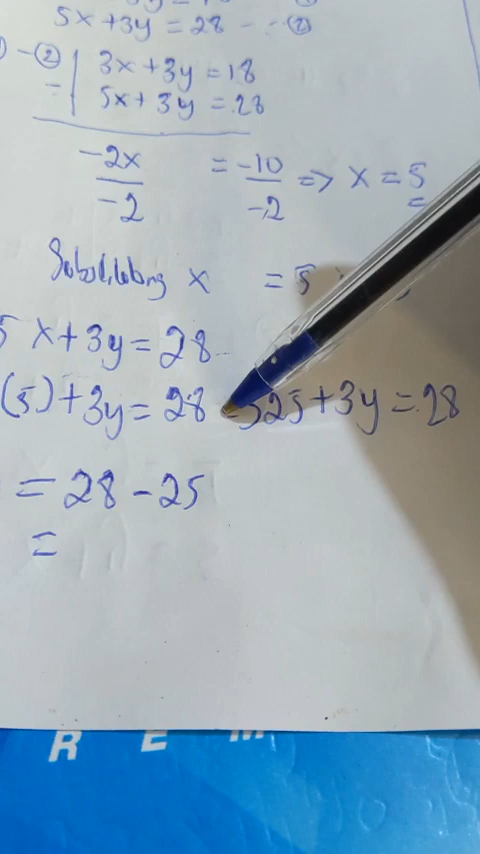 5x + 3y = 28 -- ②
- ② 3x + 3y = 18
= 5x + 3y = 28
-2x = -10 => x = 5
-2 -2
Substituting x = 5
5x + 3y = 28
(5) + 3y = 28 => 25 + 3y = 28
= 28 - 25
=
R E